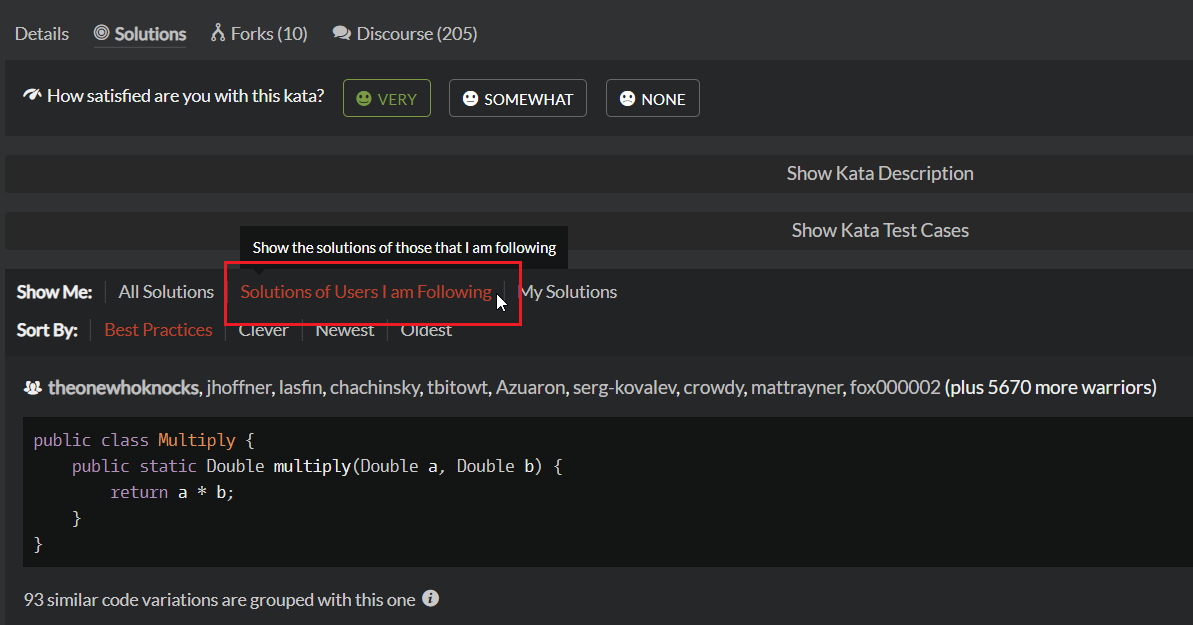 Details Solutions Forks (10) Discourse (205)
How satisfied are you with this kata? VERY SOMEWHAT NONE
Show Kata Description
Show Kata Test Cases
Show the solutions of those that I am following
Show Me: All Solutions Solutions of Users I am Following My Solutions
Sort By: Best Practices Clever Newest Oldest
theonewhoknocks, jhoffner, lasfin, chachinsky, tbitowt, Azuaron, serg-kovalev, crowdy, mattrayner, fox000002 (plus 5670 more warriors)
public class Multiply {
    public static Double multiply(Double a, Double b) {
        return a * b;
    }
}
93 similar code variations are grouped with this one